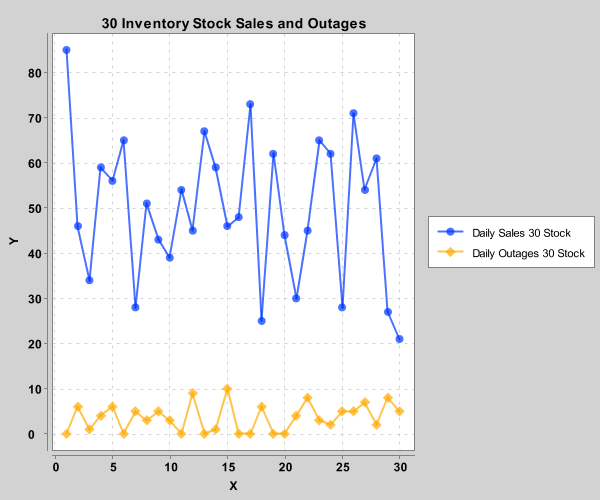 30 Inventory Stock Sales and Outages
Y
80
70
60
50
40
30
20
10
0
0 5 10 15 20 25 30
X
Daily Sales 30 Stock
Daily Outages 30 Stock